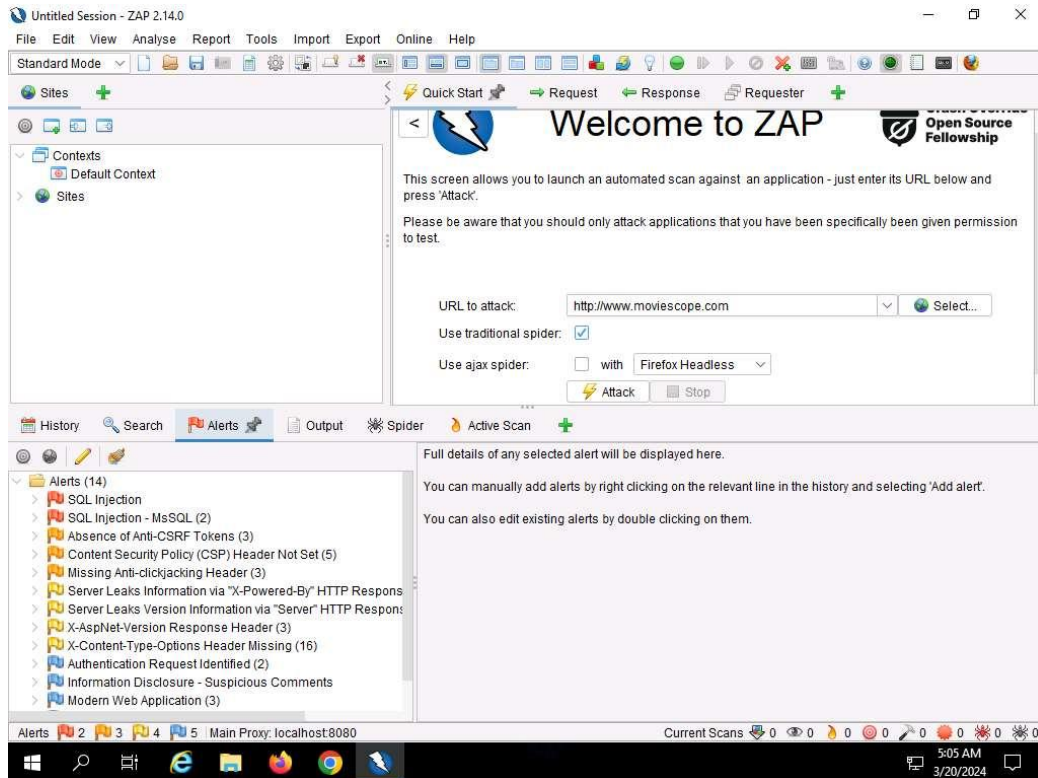 Untitled Session - ZAP 2.14.0
File Edit View Analyse Report Tools Import Export Online Help
Standard Mode
Sites
Quick Start Request Response Requester
Contexts
Default Context
Sites
Welcome to ZAP
Open Source
Fellowship
This screen allows you to launch an automated scan against an application - just enter its URL below and
press 'Attack'.
Please be aware that you should only attack applications that you have been specifically been given permission
to test.
URL to attack: http://www.moviescope.com Select...
Use traditional spider:
Use ajax spider: with Firefox Headless
Attack Stop
History Search Alerts Output Spider Active Scan
Alerts (14)
SQL Injection
SQL Injection - MsSQL (2)
Absence of Anti-CSRF Tokens (3)
Content Security Policy (CSP) Header Not Set (5)
Missing Anti-clickjacking Header (3)
Server Leaks Information via "X-Powered-By" HTTP Respons
Server Leaks Version Information via "Server" HTTP Respons
X-AspNet-Version Response Header (3)
X-Content-Type-Options Header Missing (16)
Authentication Request Identified (2)
Information Disclosure - Suspicious Comments
Modern Web Application (3)
Full details of any selected alert will be displayed here.
You can manually add alerts by right clicking on the relevant line in the history and selecting 'Add alert'.
You can also edit existing alerts by double clicking on them.
Alerts 2 3 4 5 Main Proxy: localhost:8080 Current Scans 0 0 0 0 0 0 0 0
5:05 AM
3/20/2024